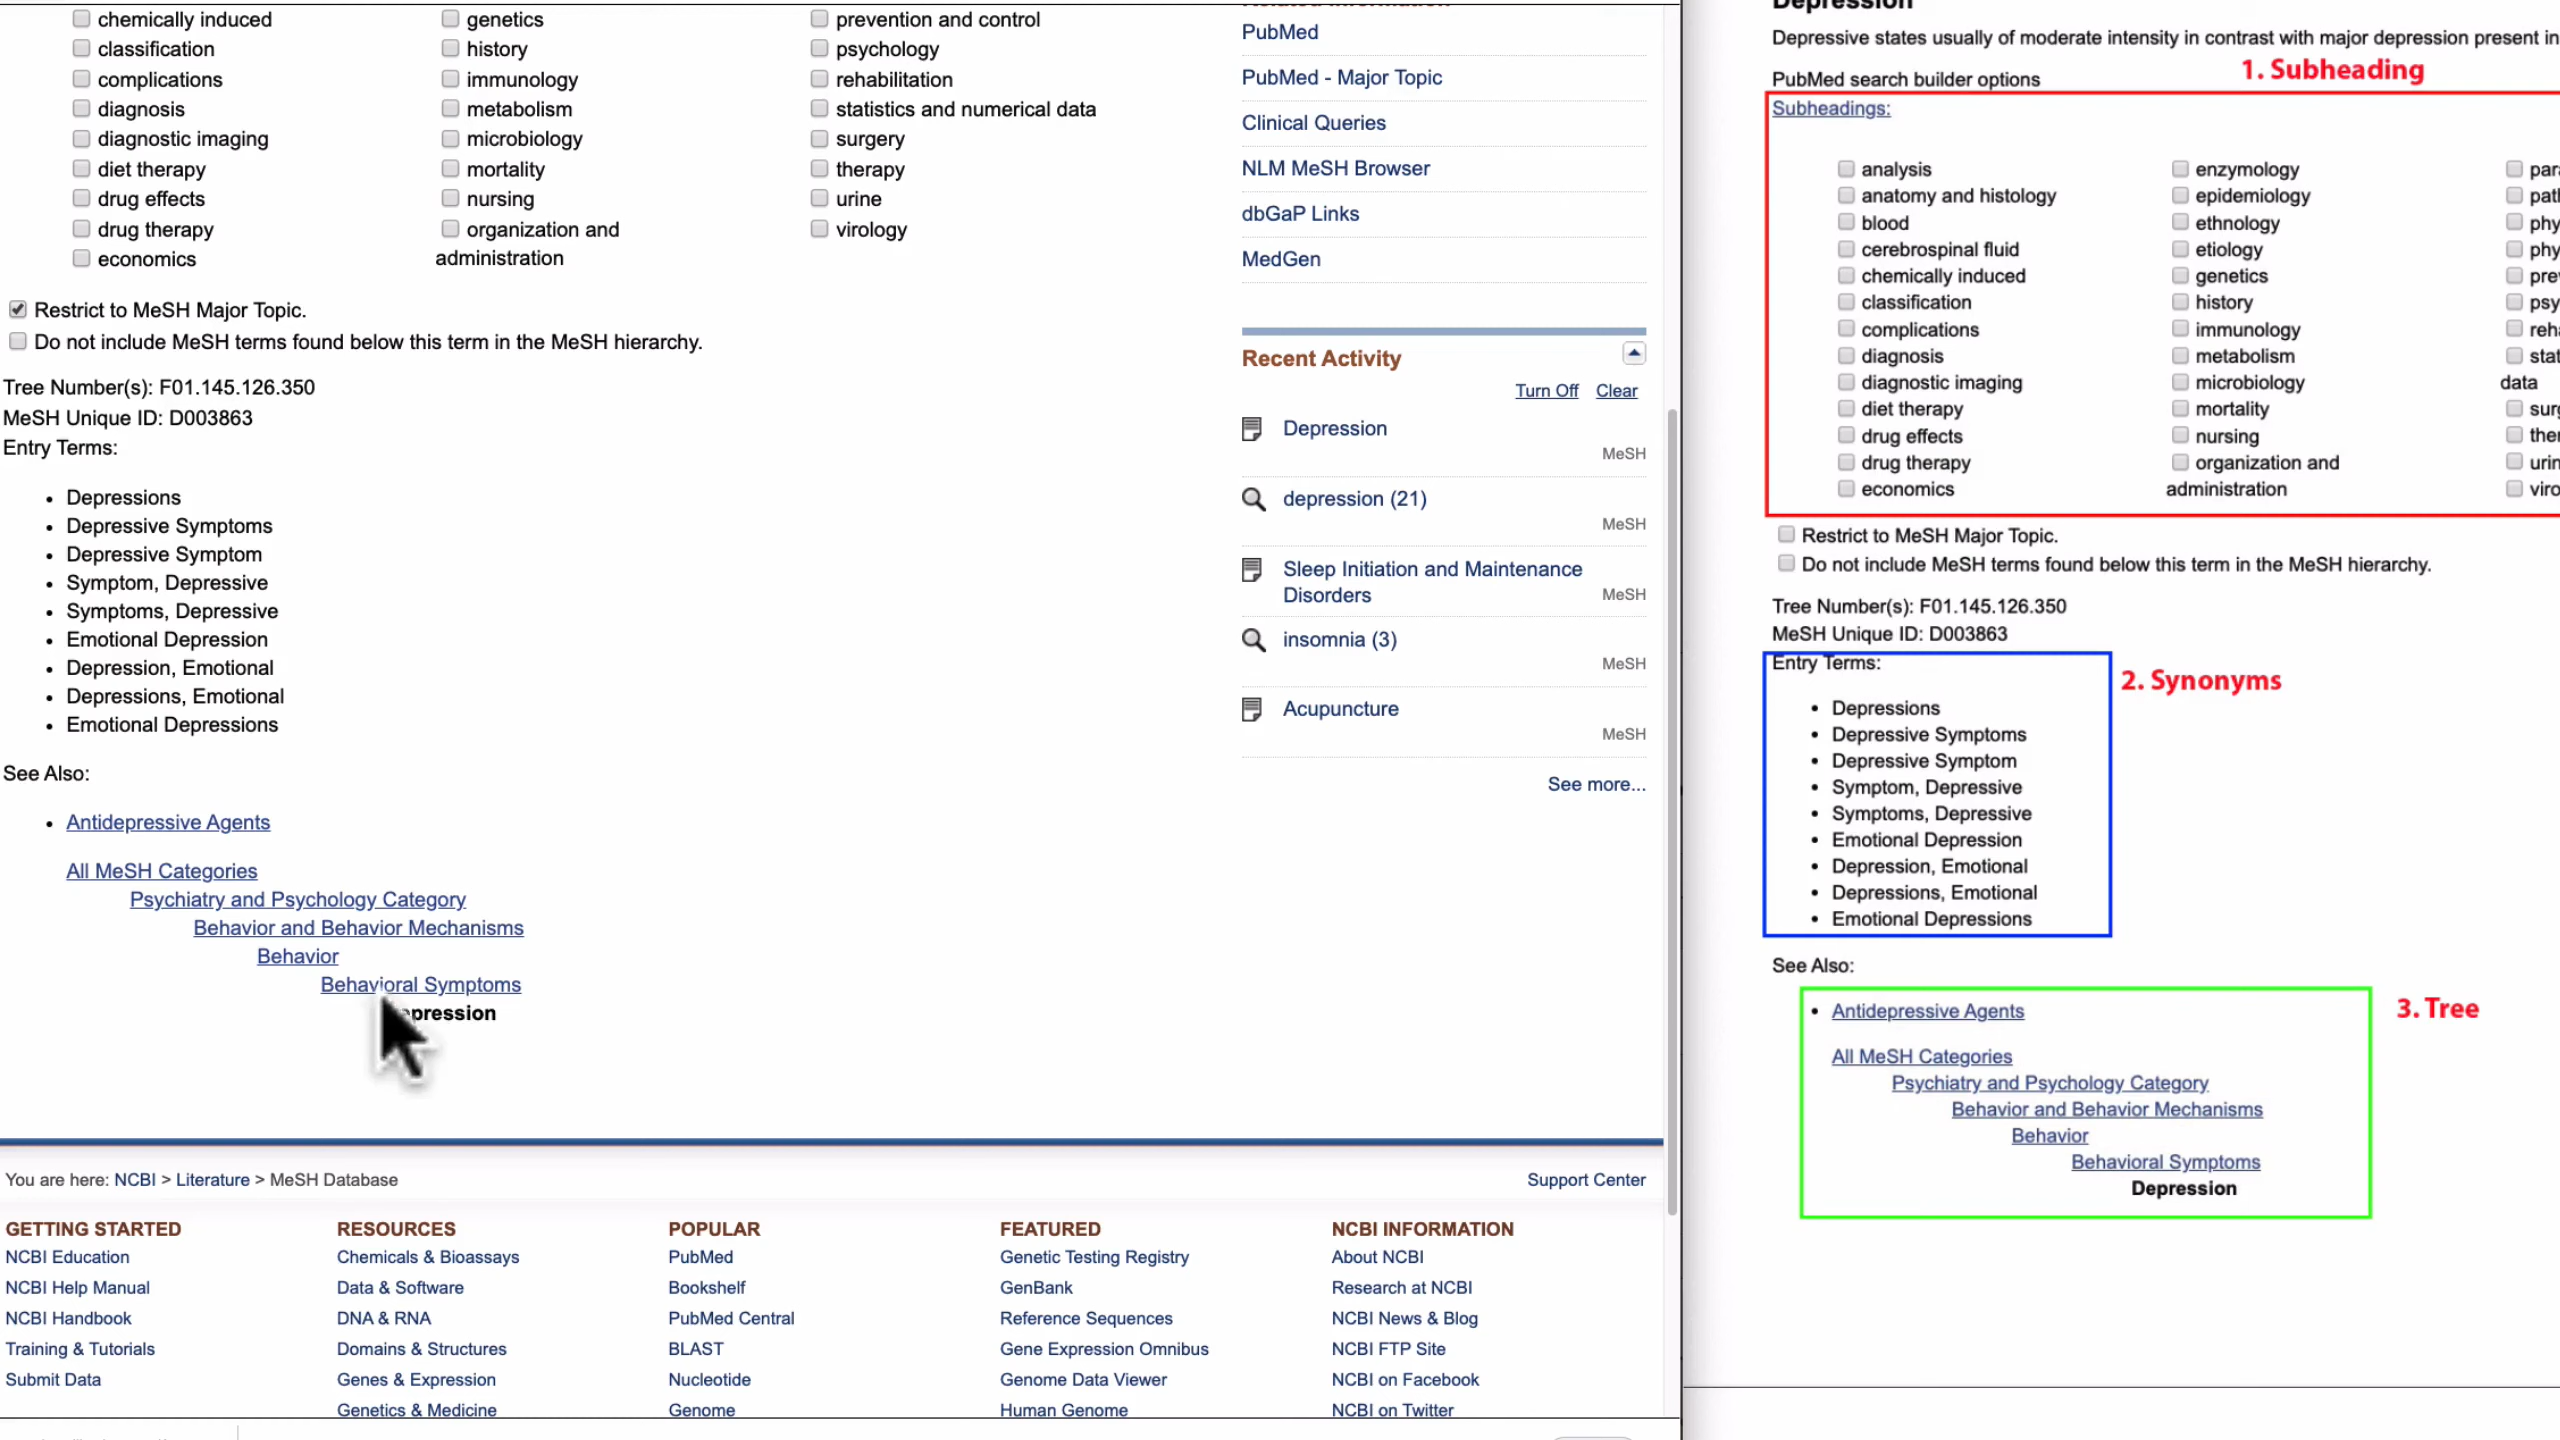 chemically induced
classification
complications
diagnosis
diagnostic imaging
diet therapy
drug effects
drug therapy
economics
genetics
history
immunology
metabolism
microbiology
mortality
nursing
organization and
administration
prevention and control
psychology
rehabilitation
statistics and numerical data
surgery
therapy
urine
virology
Restrict to MeSH Major Topic.
Do not include MeSH terms found below this term in the MeSH hierarchy.
Tree Number(s): F01.145.126.350
MeSH Unique ID: D003863
Entry Terms:
Depressions
Depressive Symptoms
Depressive Symptom
Symptom, Depressive
Symptoms, Depressive
Emotional Depression
Depression, Emotional
Depressions, Emotional
Emotional Depressions
See Also:
Antidepressive Agents
All MeSH Categories
Psychiatry and Psychology Category
Behavior and Behavior Mechanisms
Behavior
Behavioral Symptoms
pression
PubMed
PubMed - Major Topic
Clinical Queries
NLM MeSH Browser
dbGaP Links
MedGen
Recent Activity
Turn Off Clear
Depression
MeSH
depression (21)
MeSH
Sleep Initiation and Maintenance
Disorders
MeSH
insomnia (3)
MeSH
Acupuncture
MeSH
See more...
You are here: NCBI > Literature > MeSH Database
Support Center
GETTING STARTED
NCBI Education
NCBI Help Manual
NCBI Handbook
Training & Tutorials
Submit Data
RESOURCES
Chemicals & Bioassays
Data & Software
DNA & RNA
Domains & Structures
Genes & Expression
Genetics & Medicine
POPULAR
PubMed
Bookshelf
PubMed Central
BLAST
Nucleotide
Genome
FEATURED
Genetic Testing Registry
GenBank
Reference Sequences
Gene Expression Omnibus
Genome Data Viewer
Human Genome
NCBI INFORMATION
About NCBI
Research at NCBI
NCBI News & Blog
NCBI FTP Site
NCBI on Facebook
NCBI on Twitter
Depression
Depressive states usually of moderate intensity in contrast with major depression present in
PubMed search builder options
1. Subheading
Subheadings:
analysis
anatomy and histology
blood
cerebrospinal fluid
chemically induced
classification
complications
diagnosis
diagnostic imaging
diet therapy
drug effects
drug therapy
economics
enzymology
epidemiology
ethnology
etiology
genetics
history
immunology
metabolism
microbiology
mortality
nursing
organization and
administration
par
path
phy
phy
pre
psy
reh
stat
data
surg
the
urin
viro
Restrict to MeSH Major Topic.
Do not include MeSH terms found below this term in the MeSH hierarchy.
Tree Number(s): F01.145.126.350
MeSH Unique ID: D003863
Entry Terms:
2. Synonyms
Depressions
Depressive Symptoms
Depressive Symptom
Symptom, Depressive
Symptoms, Depressive
Emotional Depression
Depression, Emotional
Depressions, Emotional
Emotional Depressions
See Also:
3. Tree
Antidepressive Agents
All MeSH Categories
Psychiatry and Psychology Category
Behavior and Behavior Mechanisms
Behavior
Behavioral Symptoms
Depression